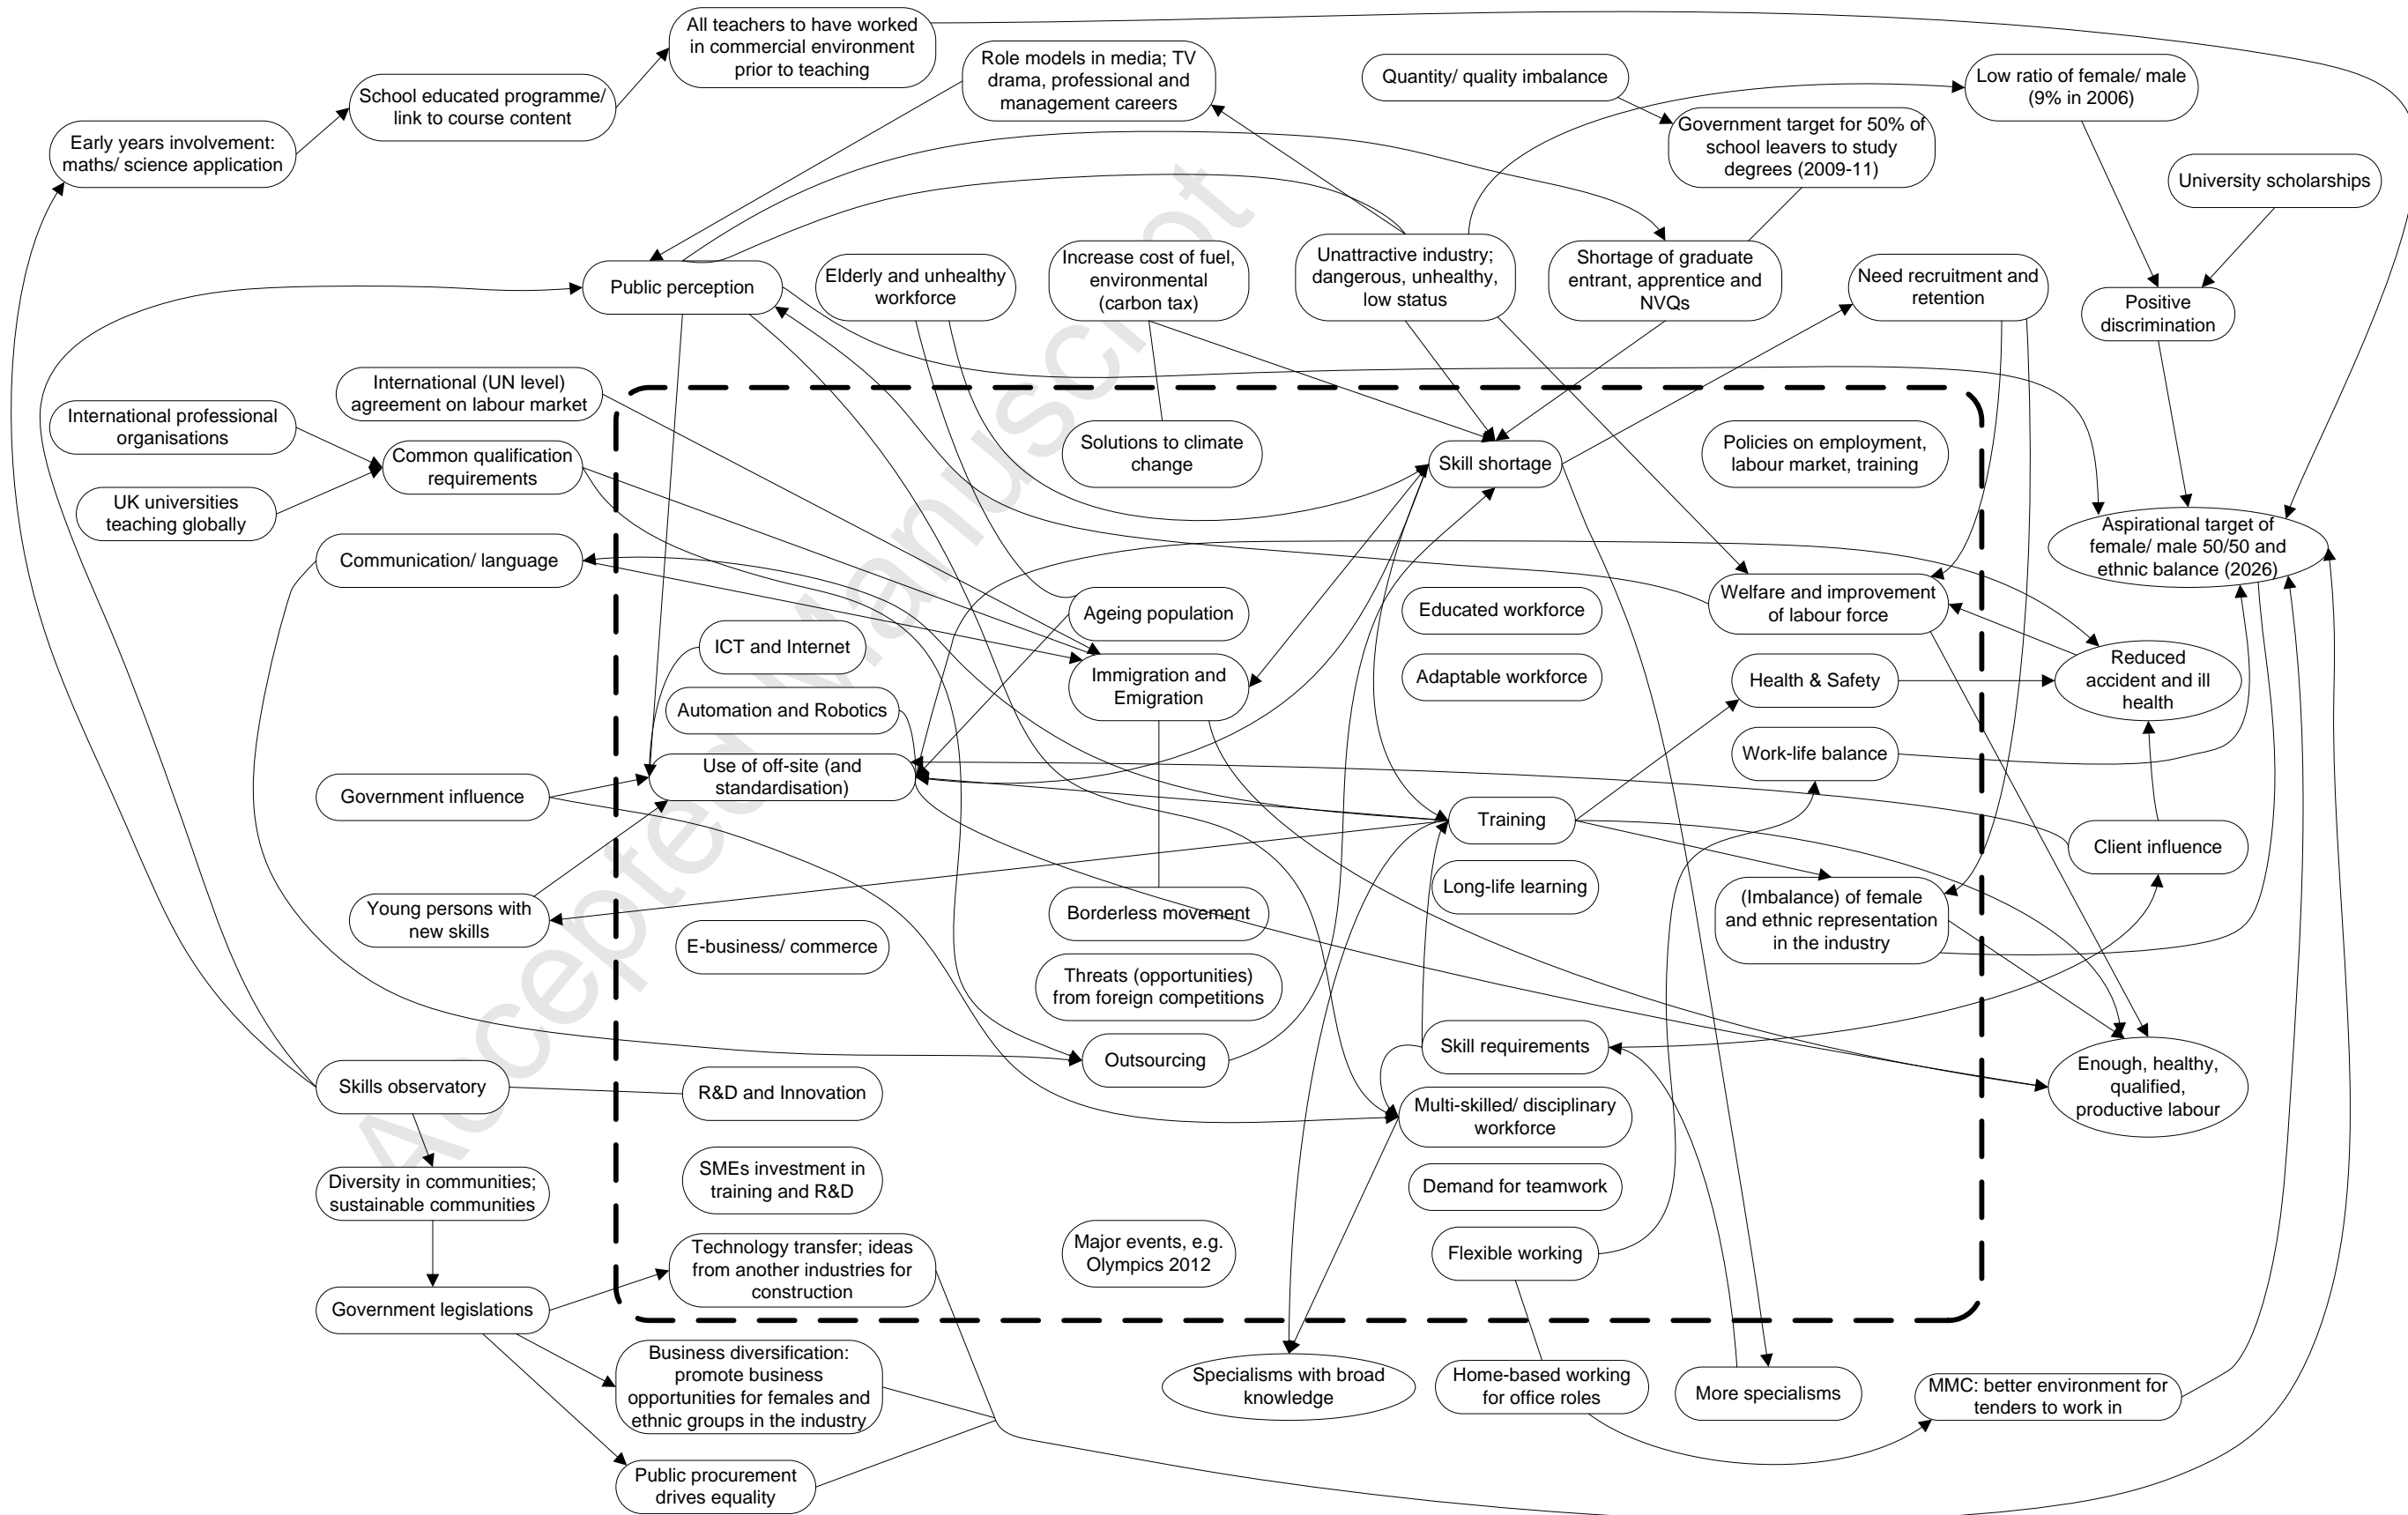 All teachers to have worked
in commercial environment
prior to teaching
Role models in media; TV
drama, professional and
management careers
Quantity/ quality imbalance
Low ratio of female/ male
(9% in 2006)
School educated programme/
link to course content
Government target for 50% of
school leavers to study
degrees (2009-11)
Early years involvement:
maths/ science application
University scholarships
Public perception
Elderly and unhealthy
workforce
Increase cost of fuel,
environmental
(carbon tax)
Unattractive industry;
dangerous, unhealthy,
low status
Shortage of graduate
entrant, apprentice and
NVQs
Need recruitment and
retention
Positive
discrimination
International (UN level)
agreement on labour market
International professional
organisations
Common qualification
requirements
Solutions to climate
change
Skill shortage
Policies on employment,
labour market, training
UK universities
teaching globally
Aspirational target of
female/ male 50/50 and
ethnic balance (2026)
Communication/ language
Ageing population
Educated workforce
Welfare and improvement
of labour force
ICT and Internet
Immigration and
Emigration
Adaptable workforce
Health & Safety
Reduced
accident and ill
health
Automation and Robotics
Use of off-site (and
standardisation)
Work-life balance
Government influence
Training
Client influence
Long-life learning
Young persons with
new skills
Borderless movement
(Imbalance) of female
and ethnic representation
in the industry
E-business/ commerce
Threats (opportunities)
from foreign competitions
Outsourcing
Skill requirements
Skills observatory
R&D and Innovation
Enough, healthy,
qualified,
productive labour
Multi-skilled/ disciplinary
workforce
Diversity in communities;
sustainable communities
SMEs investment in
training and R&D
Demand for teamwork
Technology transfer; ideas
from another industries for
construction
Major events, e.g.
Olympics 2012
Flexible working
Government legislations
Business diversification:
promote business
opportunities for females and
ethnic groups in the industry
Specialisms with broad
knowledge
Home-based working
for office roles
More specialisms
MMC: better environment for
tenders to work in
Public procurement
drives equality
Accepted Manuscript